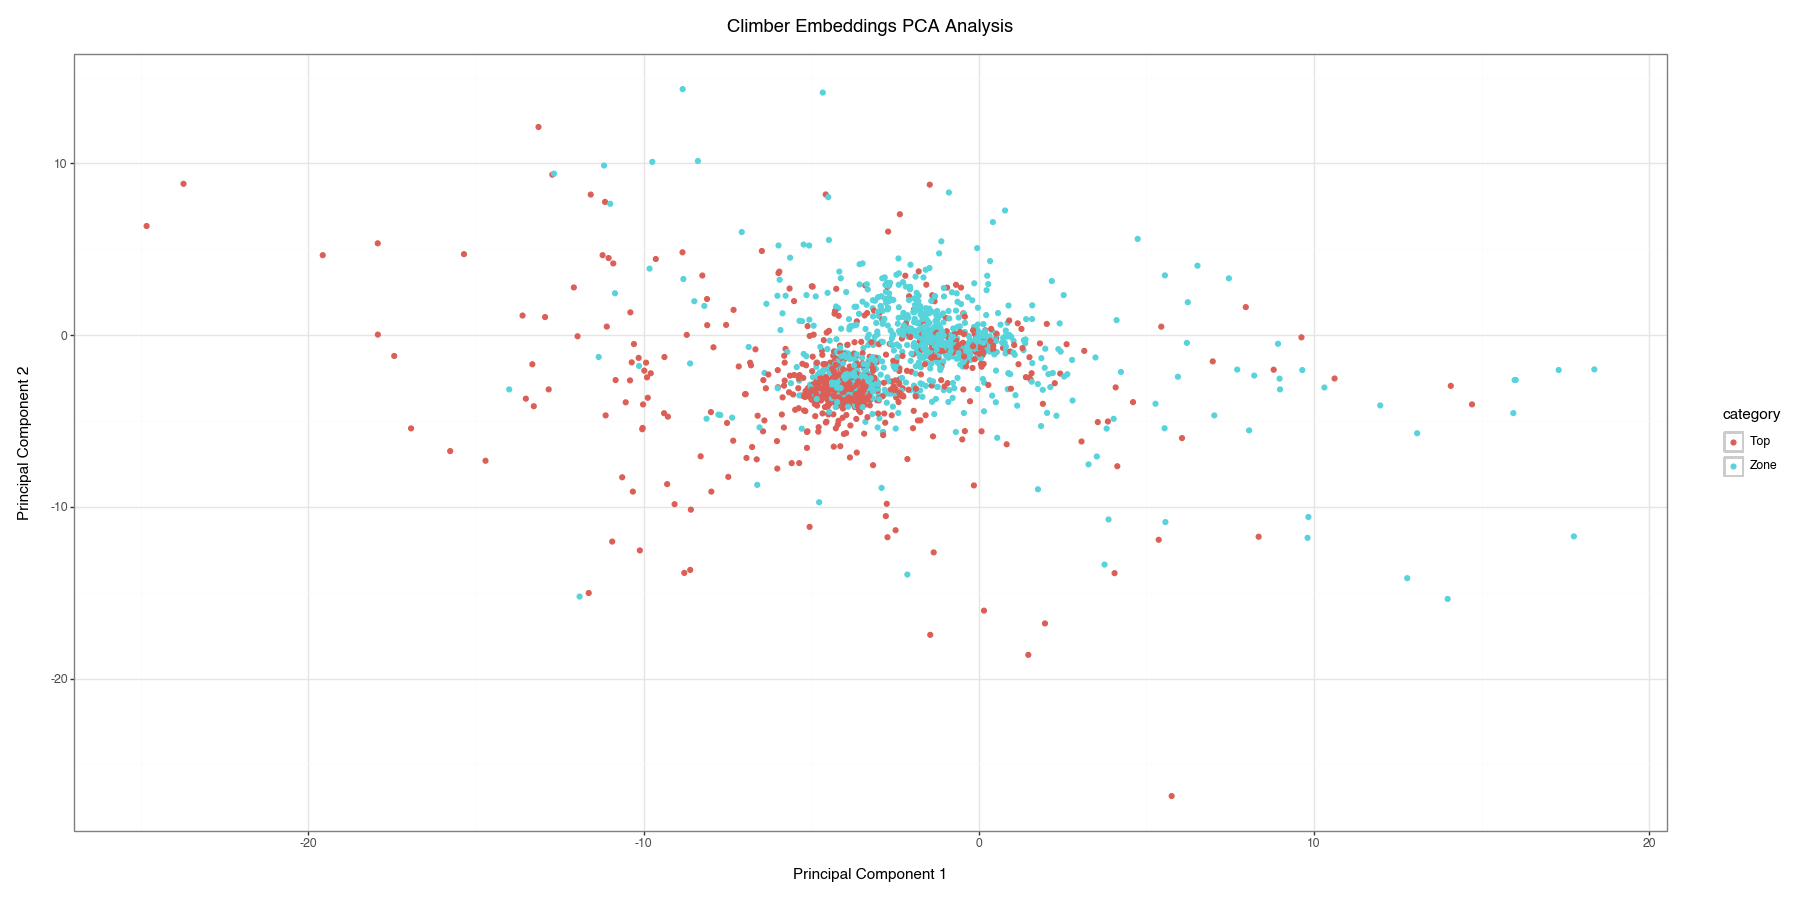 Climber Embeddings PCA Analysis
10
0
-10
-20
Principal Component 2
-20
-10
0
10
20
Principal Component 1
category
Top
Zone